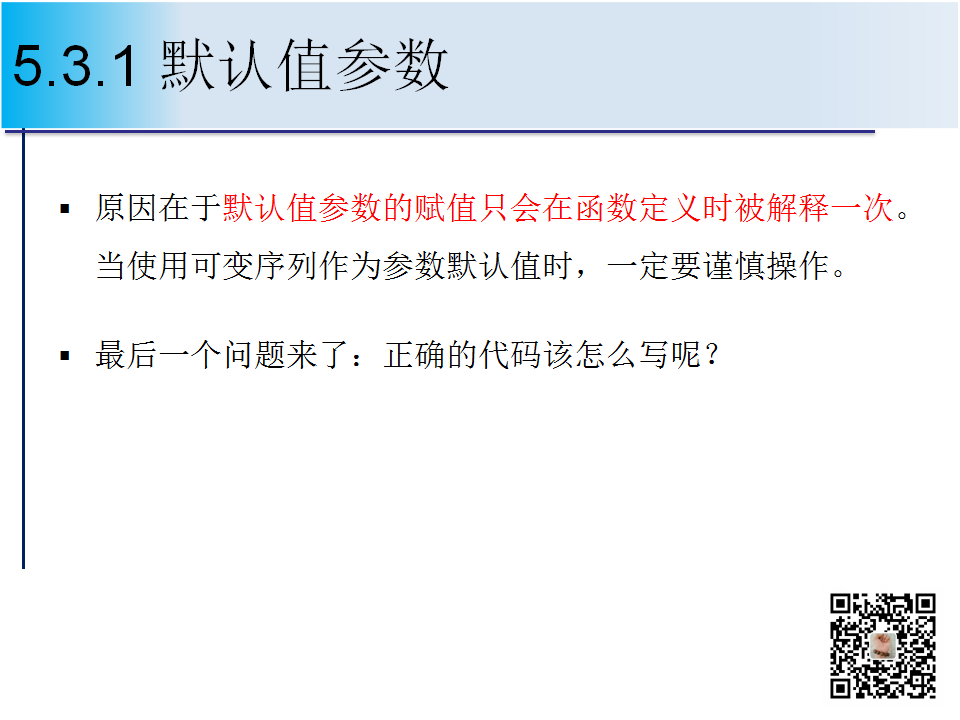 5.3.1 默认值参数
原因在于默认值参数的赋值只会在函数定义时被解释一次。
当使用可变序列作为参数默认值时，一定要谨慎操作。
最后一个问题来了：正确的代码该怎么写呢？